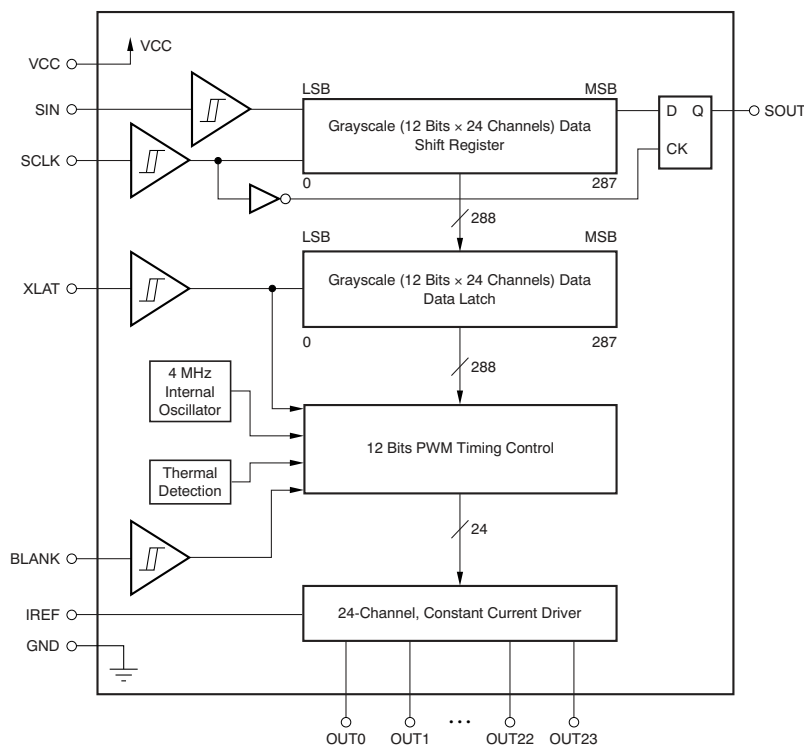 VCC
VCC
SIN
LSB
MSB
Grayscale (12 Bits × 24 Channels) Data
Shift Register
D Q
SOUT
SCLK
CK
0
287
288
LSB
MSB
XLAT
Grayscale (12 Bits × 24 Channels) Data
Data Latch
0
287
288
4 MHz
Internal
Oscillator
12 Bits PWM Timing Control
Thermal
Detection
24
BLANK
IREF
24-Channel, Constant Current Driver
GND
OUT0
OUT1
•••
OUT22
OUT23